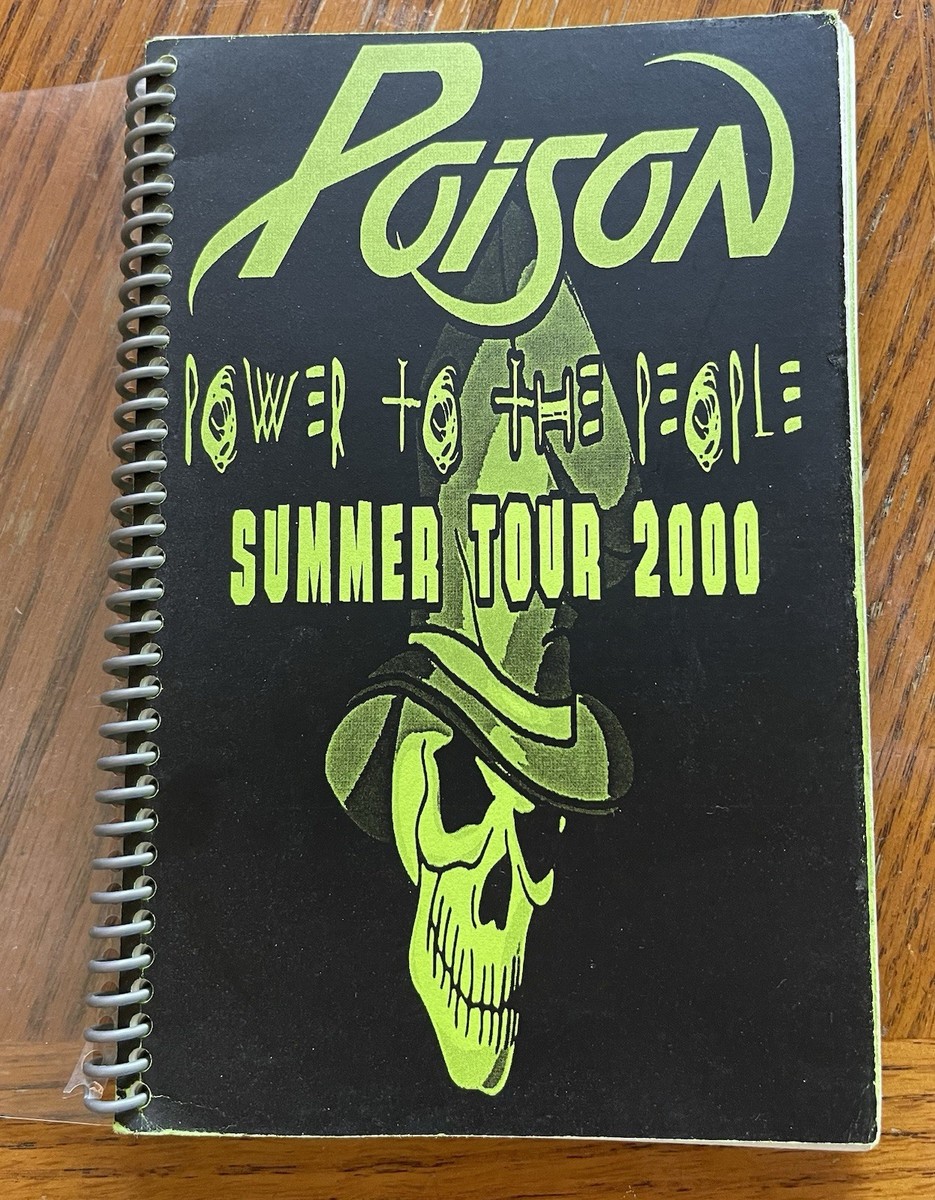 Poison
POWER TO THE PEOPLE
SUMMER TOUR 2000